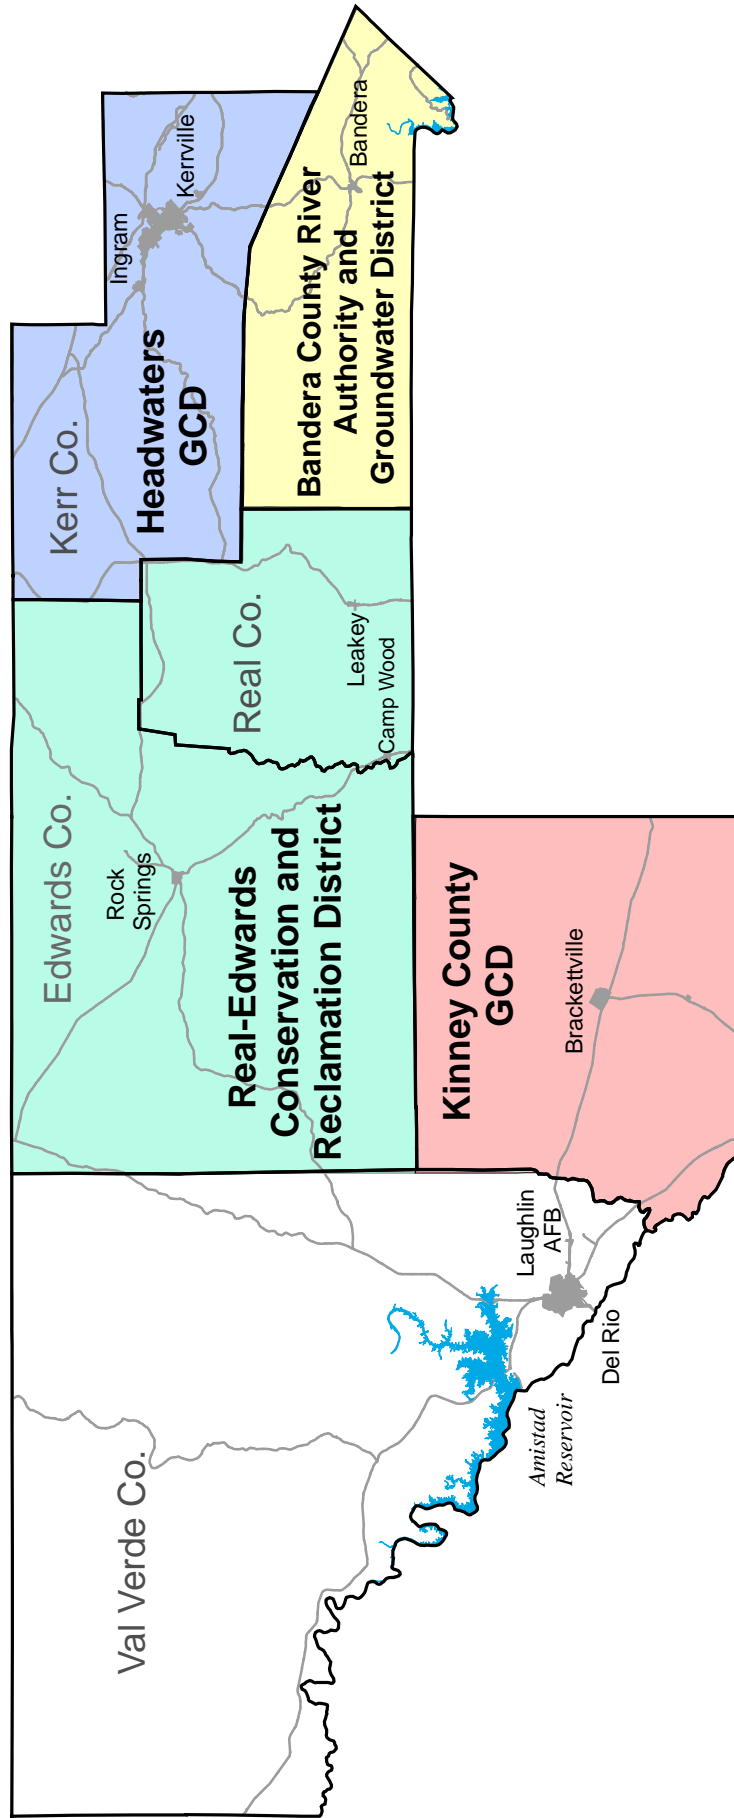 Val Verde Co.
Edwards Co.
Kerr Co.
Ingram
Kerrville
Headwaters
GCD
Rock
Springs
Real Co.
Leakey
Camp Wood
Bandera County River
Authority and
Groundwater District
Bandera
Real-Edwards
Conservation and
Reclamation District
Kinney County
GCD
Brackettville
Laughlin
AFB
Del Rio
Amistad
Reservoir